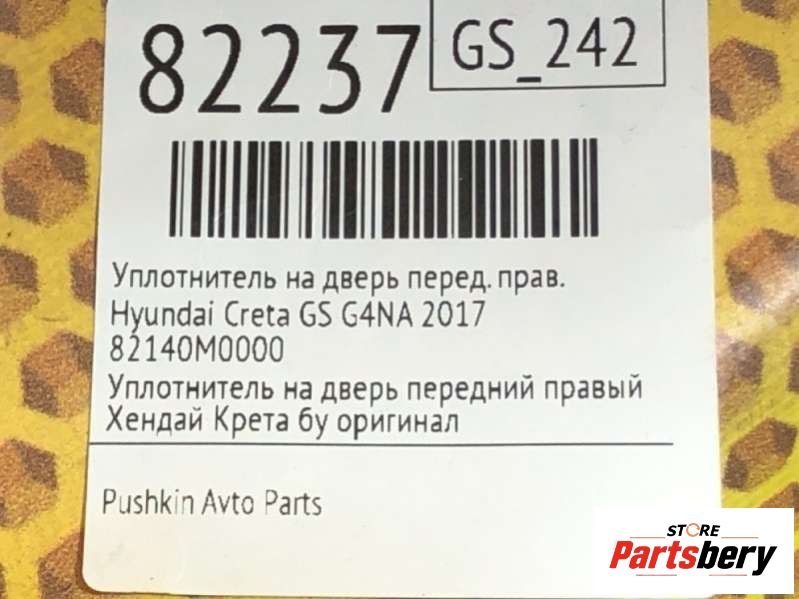 82237
GS_242
Уплотнитель на дверь перед. прав.
Hyundai Creta GS G4NA 2017
82140M0000
Уплотнитель на дверь передний правый
Хендай Крета бу оригинал
Pushkin Avto Parts
STORE
Partsbery